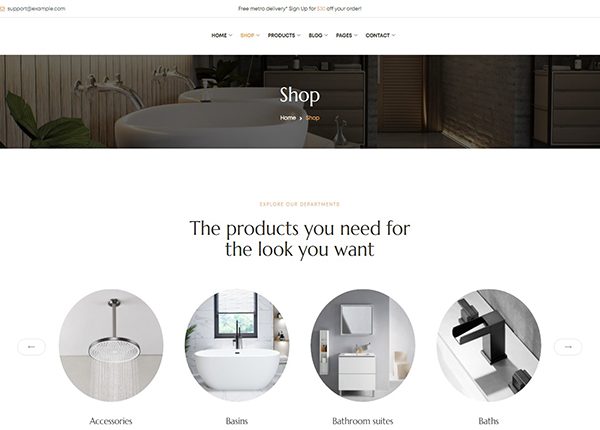 support@example.com
Free metro delivery* Sign Up for $30 off your order!
HOME SHOP PRODUCTS BLOG PAGES CONTACT
Shop
Home > Shop
EXPLORE OUR DEPARTMENTS
The products you need for
the look you want
Accessories
Basins
Bathroom suites
Baths